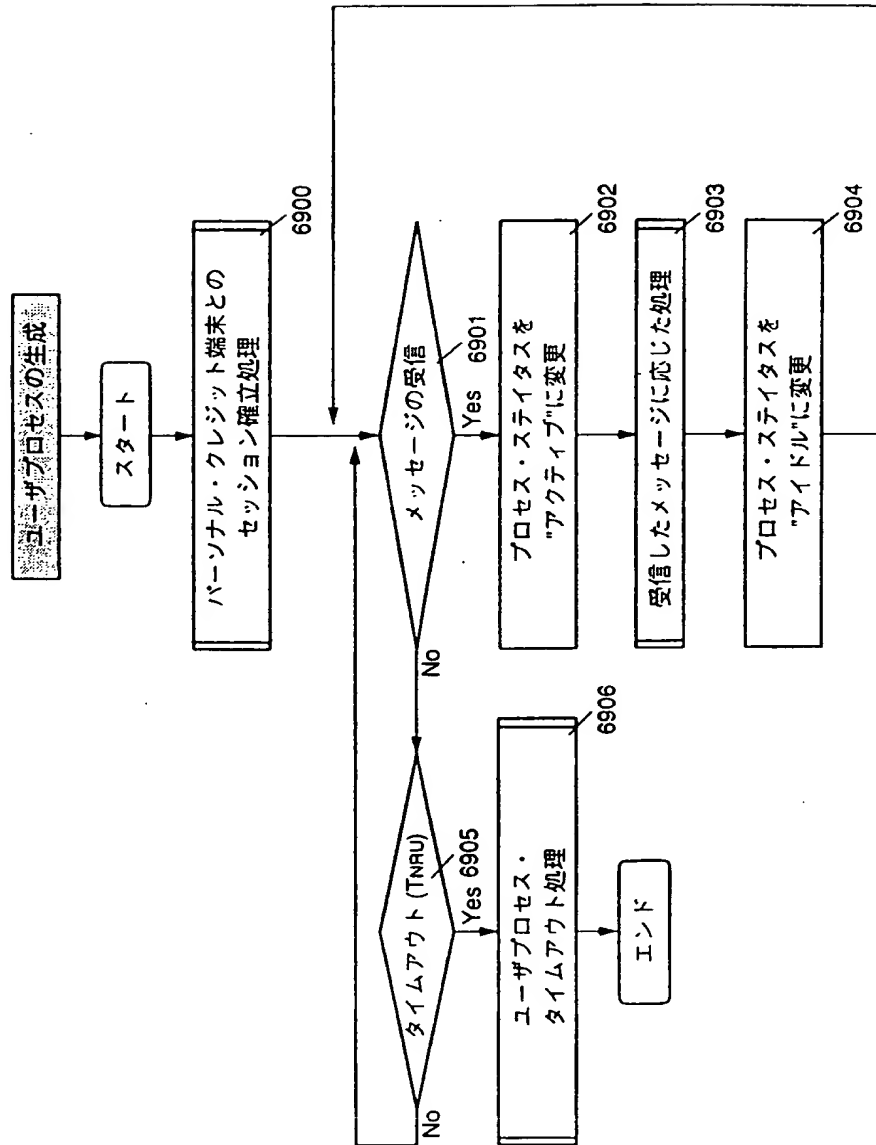 ユーザプロセスの生成
スタート
パーソナル・クレジット端末との
セッション確立処理
6900
メッセージの受信
6901
Yes
No
プロセス・ステイタスを
"アクティブ"に変更
6902
受信したメッセージに応じた処理
6903
プロセス・ステイタスを
"アイドル"に変更
6904
タイムアウト(TNRU)
6905
Yes
No
ユーザプロセス・
タイムアウト処理
6906
エンド